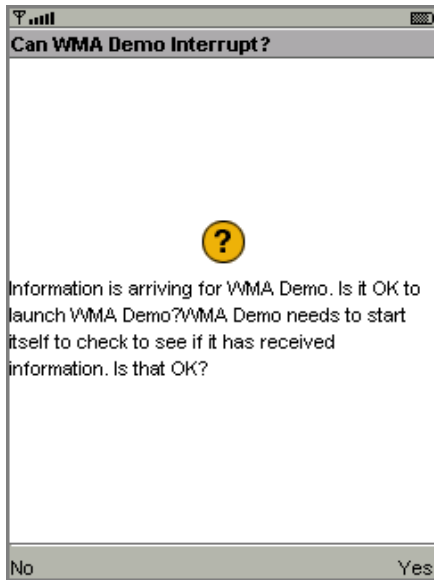 Can WMA Demo Interrupt?
?
Information is arriving for WMA Demo. Is it OK to
launch WMA Demo?WMA Demo needs to start
itself to check to see if it has received
information. Is that OK?
No Yes